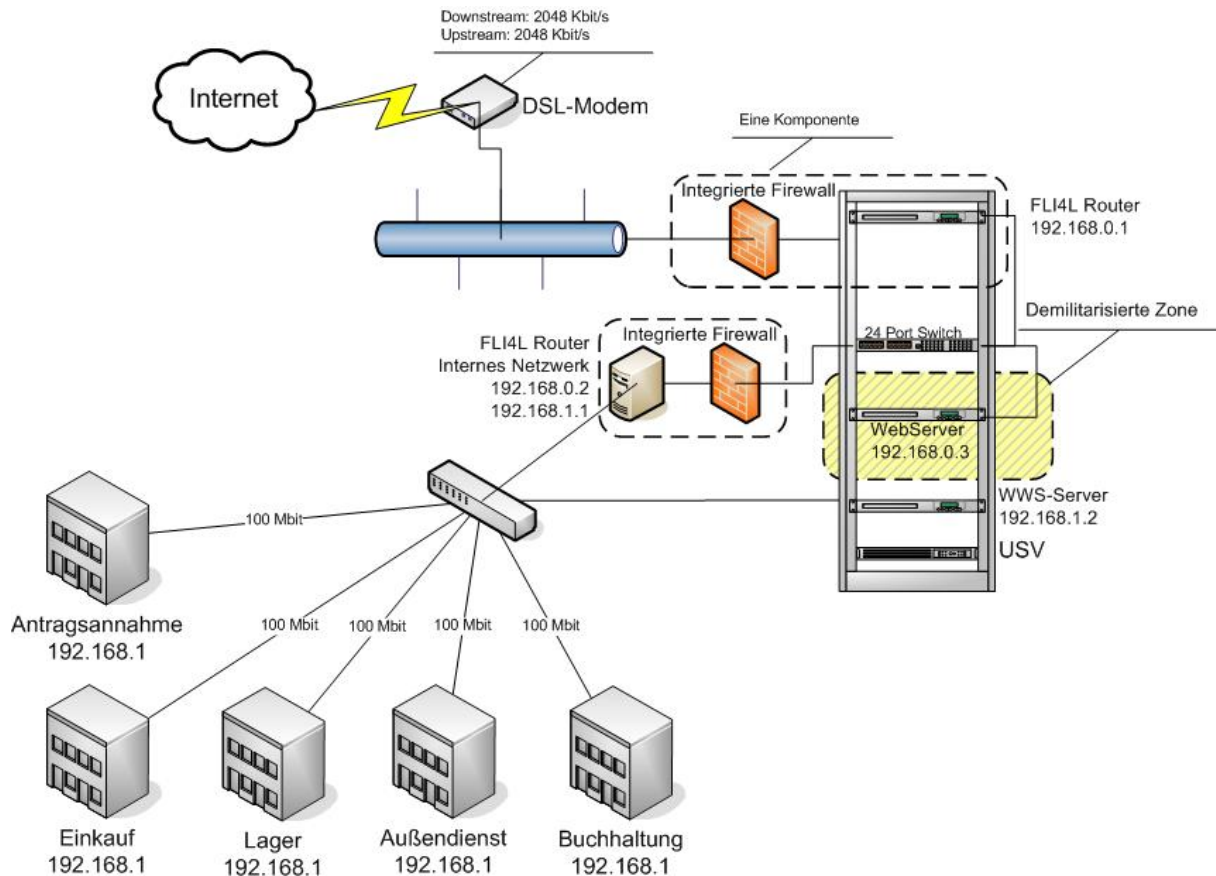 Downstream: 2048 Kbit/s
Upstream: 2048 Kbit/s
Internet
DSL-Modem
Eine Komponente
Integrierte Firewall
FLI4L Router
192.168.0.1
Demilitarisierte Zone
24 Port Switch
FLI4L Router
Internes Netzwerk
192.168.0.2
192.168.1.1
Integrierte Firewall
WebServer
192.168.0.3
WWS-Server
192.168.1.2
USV
100 Mbit
100 Mbit
100 Mbit
100 Mbit
100 Mbit
Antragsannahme
192.168.1
Einkauf
192.168.1
Lager
192.168.1
Außendienst
192.168.1
Buchhaltung
192.168.1